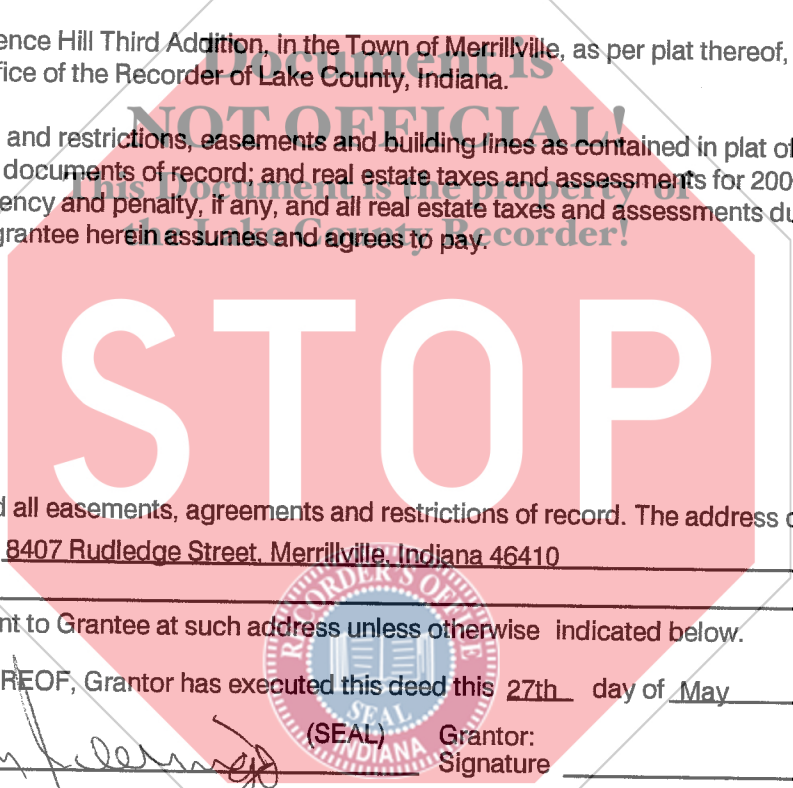 ence Hill Third Addition, in the Town of Merrillville, as per plat thereof,
fice of the Recorder of Lake County, Indiana.
Document is
NOT OFFICIAL!
and restrictions, easements and building lines as contained in plat of
documents of record; and real estate taxes and assessments for 200
This Document is the property of
ency and penalty, if any, and all real estate taxes and assessments du
the Lake County Recorder!
grantee herein assumes and agrees to pay.
STOP
d all easements, agreements and restrictions of record. The address o
8407 Rudledge Street, Merrillville, Indiana 46410
RECORDER'S OFFICE
nt to Grantee at such address unless otherwise indicated below.
REOF, Grantor has executed this deed this 27th day of May
SEAL
INDIANA
(SEAL) Grantor:
Signature